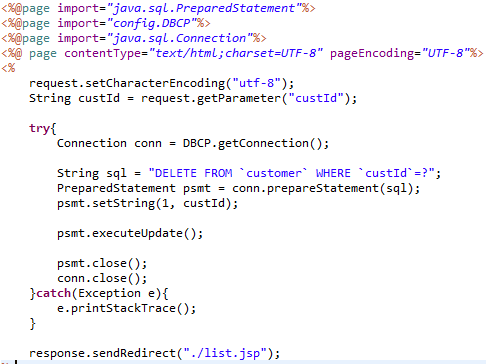 <%@page import="java.sql.PreparedStatement"%>
<%@page import="config.DBCP"%>
<%@page import="java.sql.Connection"%>
<%@ page contentType="text/html;charset=UTF-8" pageEncoding="UTF-8"%>
<%
request.setCharacterEncoding("utf-8");
String custId = request.getParameter("custId");
try{
Connection conn = DBCP.getConnection();
String sql = "DELETE FROM `customer` WHERE `custId`=?";
PreparedStatement psmt = conn.prepareStatement(sql);
psmt.setString(1, custId);
psmt.executeUpdate();
psmt.close();
conn.close();
}catch(Exception e){
e.printStackTrace();
}
response.sendRedirect("./list.jsp");